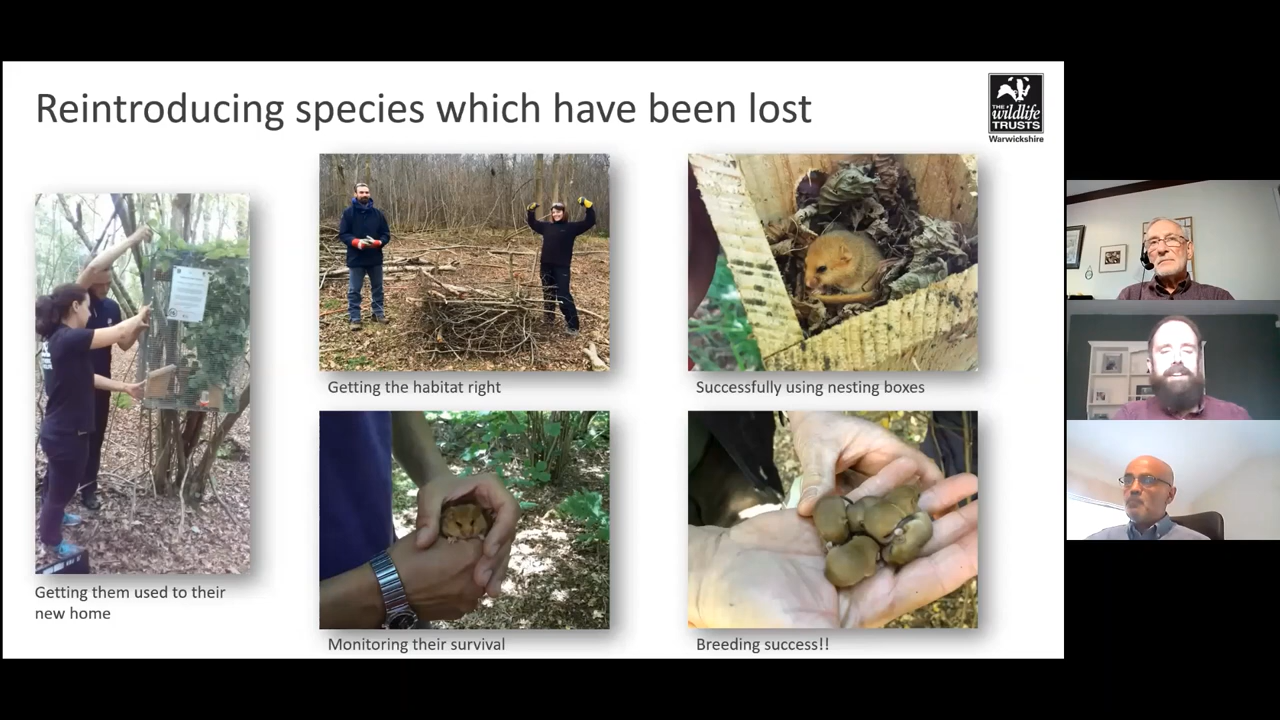 Reintroducing species which have been lost
THE
wildlife
TRUSTS
Warwickshire
Getting the habitat right
Successfully using nesting boxes
Getting them used to their
new home
Monitoring their survival
Breeding success!!